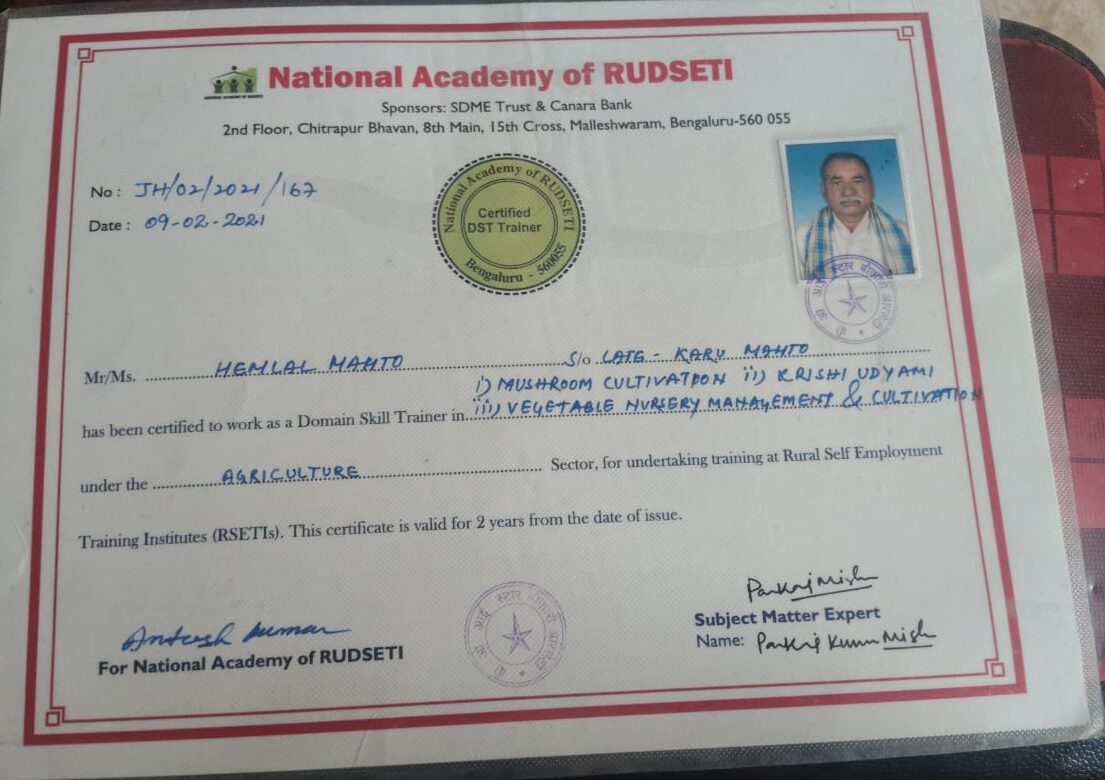 National Academy of RUDSETI
Sponsors: SDME Trust & Canara Bank
2nd Floor, Chitrapur Bhavan, 8th Main, 15th Cross, Malleshwaram, Bengaluru-560 055
No : JH/02/2021/167
Date : 09-02-2021
National Academy of RUDSETI
Certified
DST Trainer
Bengaluru - 560055
Mr/Ms. HEMLAL MAHTO S/o LATE - KARU MAHTO
i) MUSHROOM CULTIVATION ii) KRISHI UDYAMI
has been certified to work as a Domain Skill Trainer in iii) VEGETABLE NURSERY MANAGEMENT & CULTIVATION
under the AGRICULTURE Sector, for undertaking training at Rural Self Employment
Training Institutes (RSETIs). This certificate is valid for 2 years from the date of issue.
For National Academy of RUDSETI
Pankaj Mish
Subject Matter Expert
Name: Pankaj Kumar Mish
स्टार